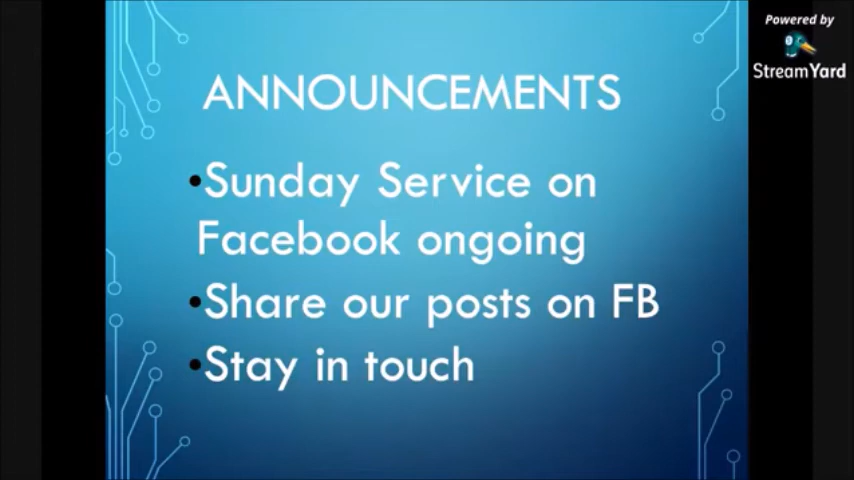 Powered by
StreamYard
ANNOUNCEMENTS
•Sunday Service on
Facebook ongoing
•Share our posts on FB
•Stay in touch